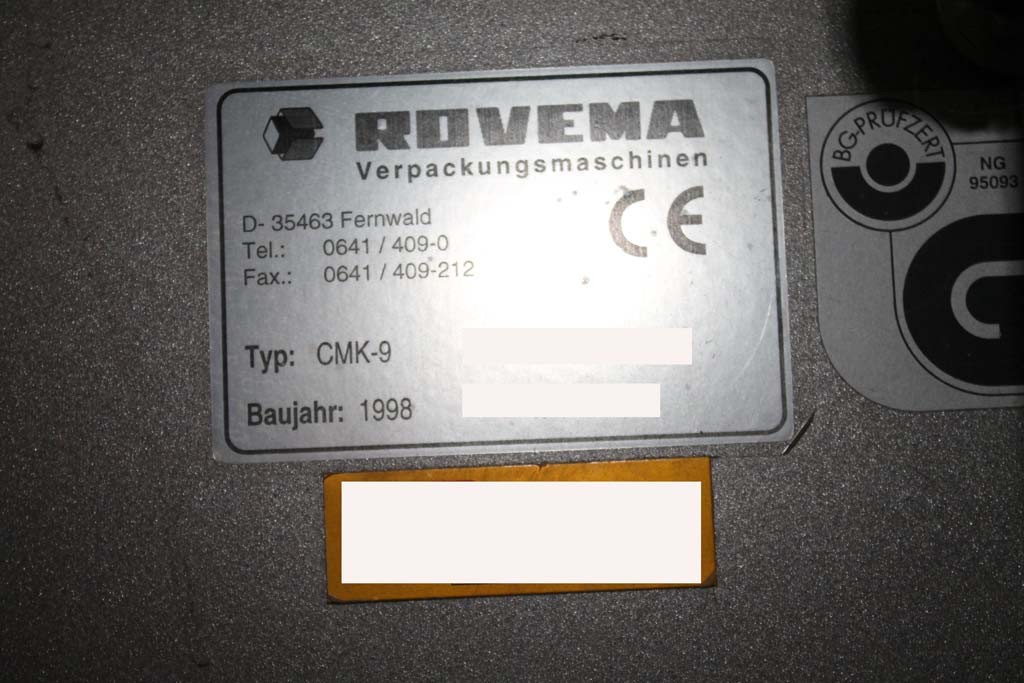 ROVEMA
Verpackungsmaschinen
CE
D- 35463 Fernwald
Tel.: 0641 / 409-0
Fax.: 0641 / 409-212
Typ: CMK-9
Baujahr: 1998
BG-PRÜFZERT
NG
95093